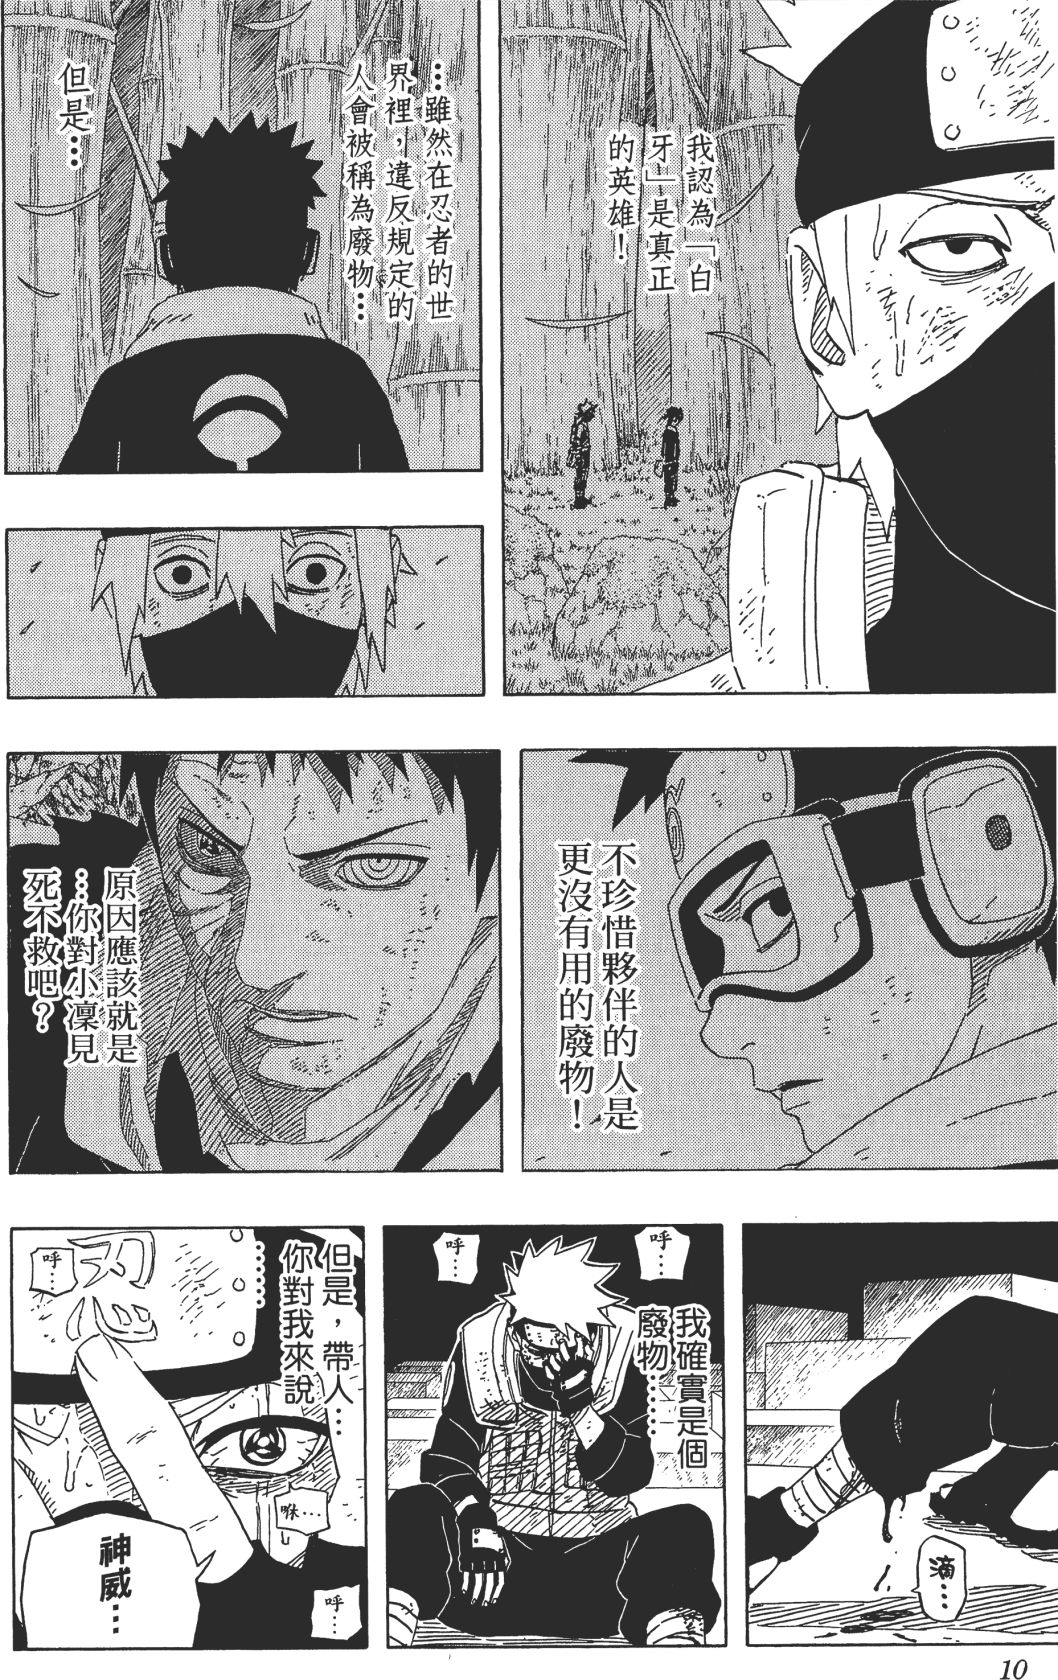 我認為「白
牙」是真正
的英雄！
…雖然在忍者的世
界裡，違反規定的
人會被稱為廢物…
但是…
不珍惜夥伴的人是
更沒有用的廢物！
原因應該就是
…你對小凜見
死不救吧？
滴…
呼…
我確實是個
廢物……
呼…
但是，帶人…
你對我來說
……
呼…
忍
咻…
呼…
神威…
10